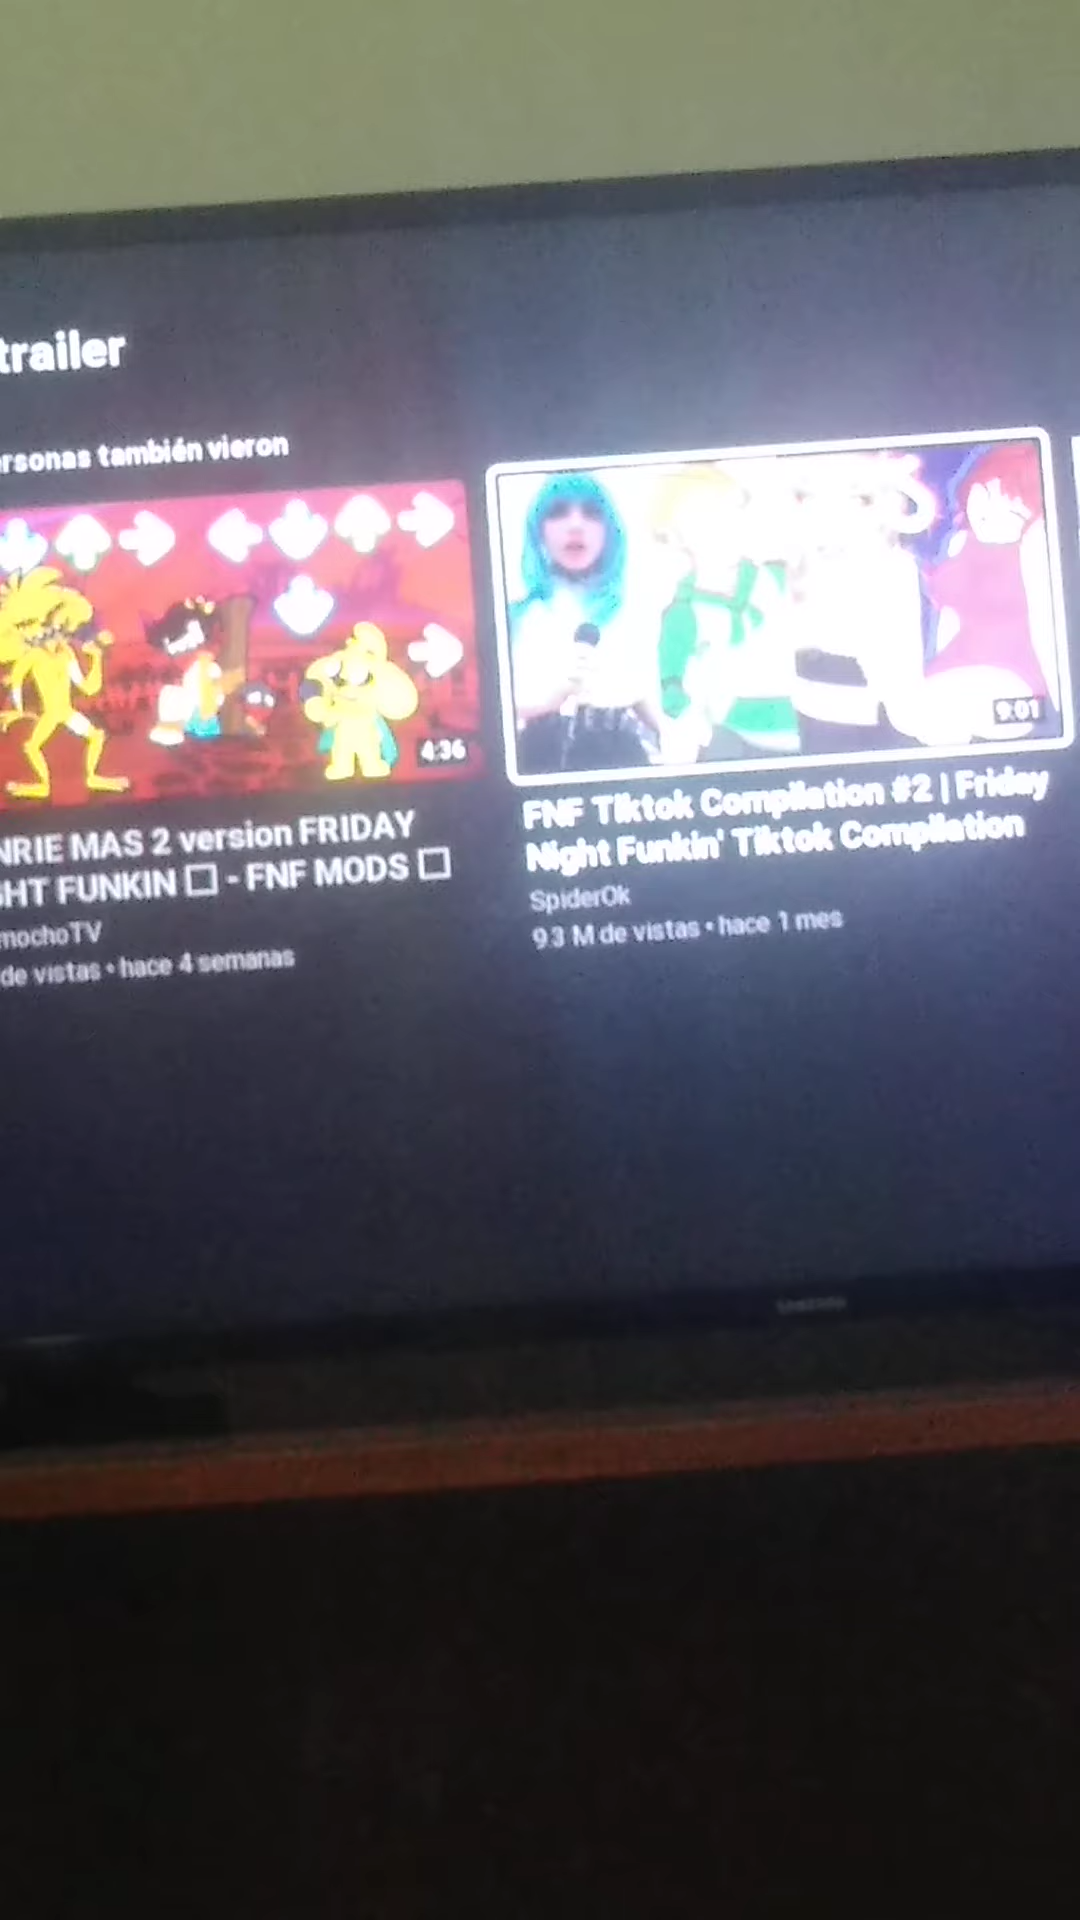 trailer
rsonas también vieron
4:36
9:01
NRIE MAS 2 version FRIDAY
GHT FUNKIN □ - FNF MODS □
mochoTV
de vistas • hace 4 semanas
FNF Tiktok Compilation #2 | Friday
Night Funkin' Tiktok Compilation
SpiderOk
9.3 M de vistas • hace 1 mes